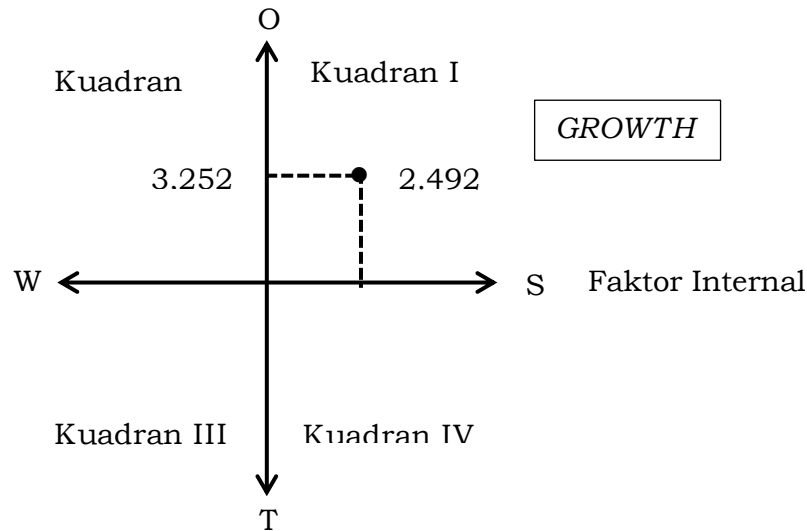 O
Kuadran
Kuadran I
GROWTH
3.252
2.492
W
S
Faktor Internal
Kuadran III
Kuadran IV
T